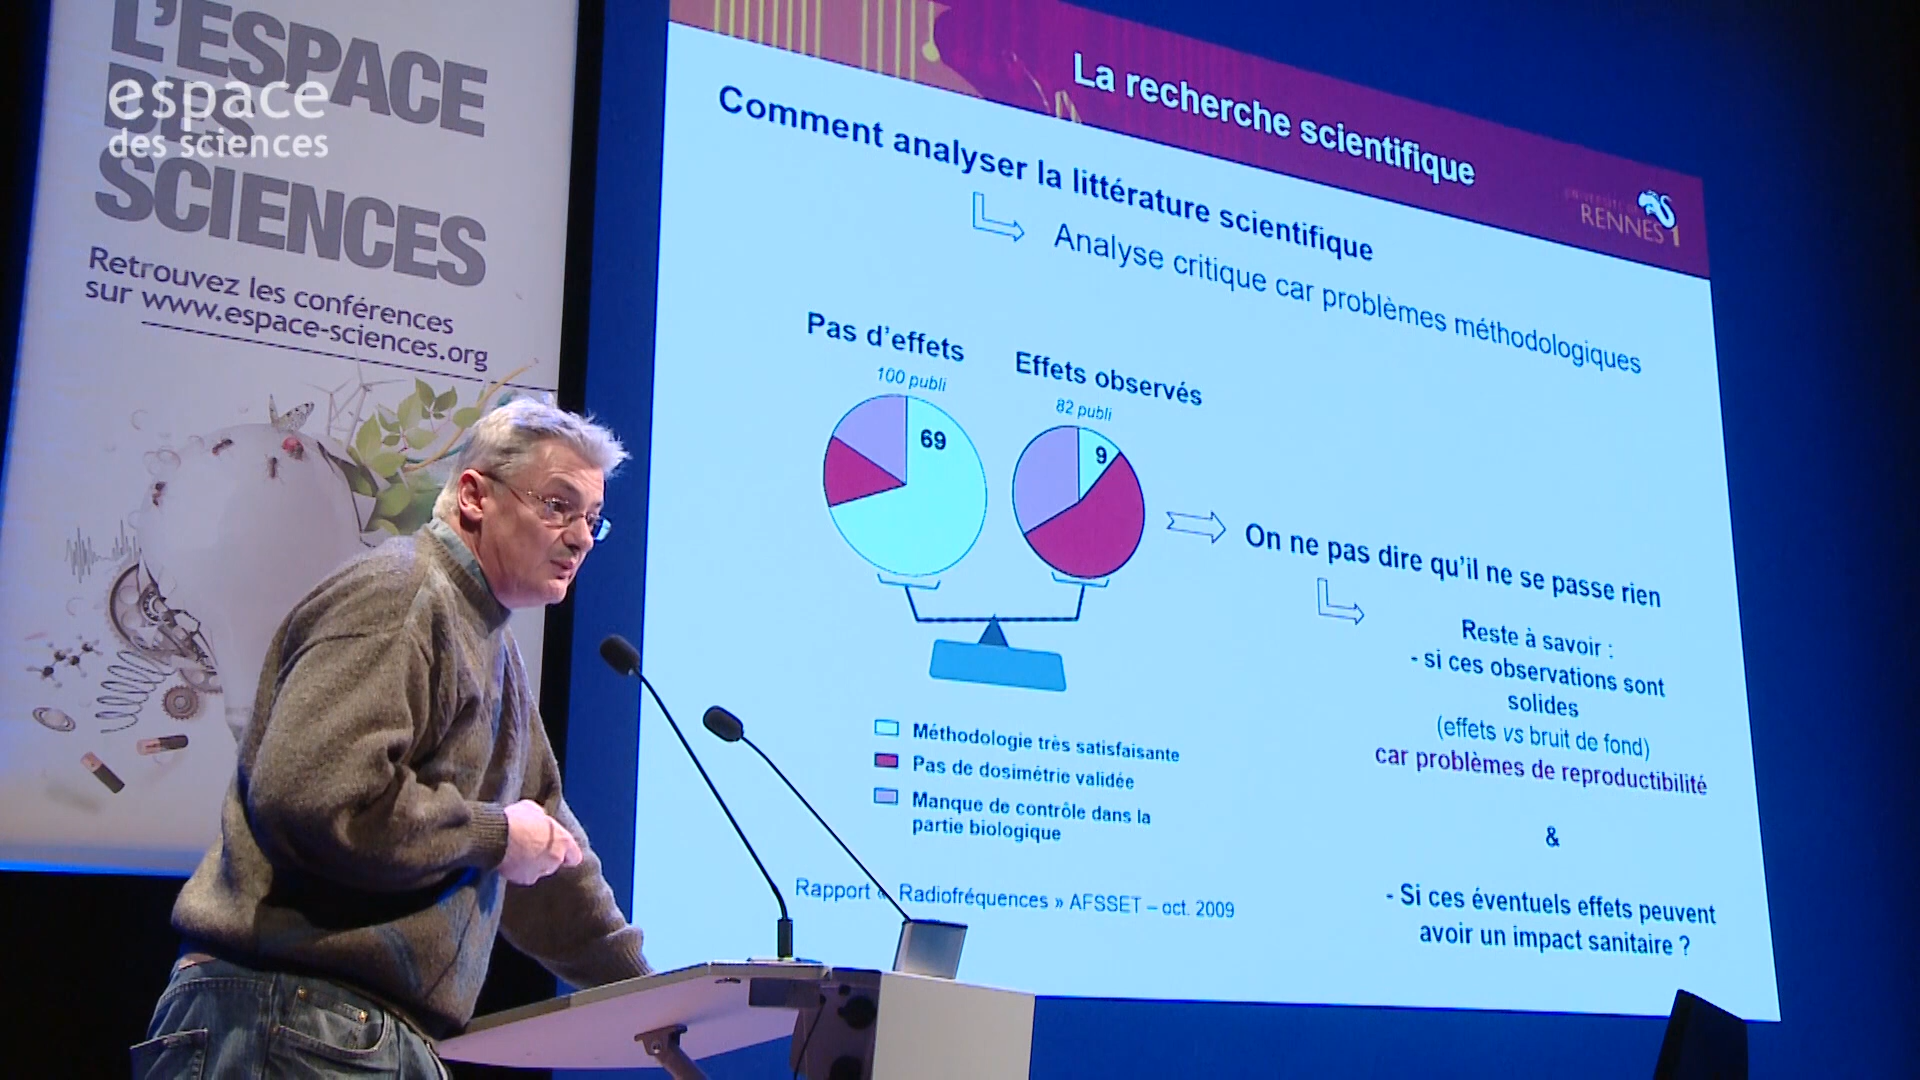 L'ESPACE
DES
SCIENCES
espace
des sciences
Retrouvez les conférences
sur www.espace-sciences.org
La recherche scientifique
RENNES 1
Comment analyser la littérature scientifique
Analyse critique car problèmes méthodologiques
Pas d'effets
100 publi
69
Effets observés
82 publi
9
On ne pas dire qu'il ne se passe rien
Reste à savoir :
- si ces observations sont
solides
(effets vs bruit de fond)
car problèmes de reproductibilité
&
- Si ces éventuels effets peuvent
avoir un impact sanitaire ?
Méthodologie très satisfaisante
Pas de dosimétrie validée
Manque de contrôle dans la
partie biologique
Rapport « Radiofréquences » AFSSET – oct. 2009